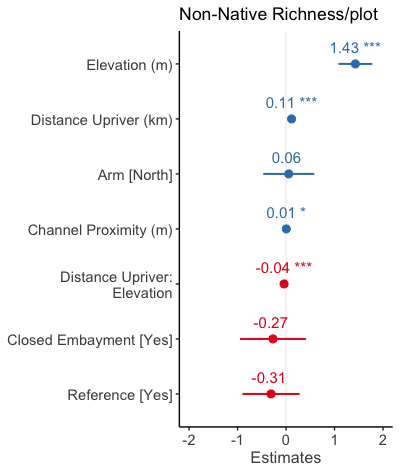 Non-Native Richness/plot
1.43 ***
Elevation (m)
0.11 ***
Distance Upriver (km)
0.06
Arm [North]
0.01 *
Channel Proximity (m)
-0.04 ***
Distance Upriver:
Elevation
-0.27
Closed Embayment [Yes]
-0.31
Reference [Yes]
-2 -1 0 1 2
Estimates